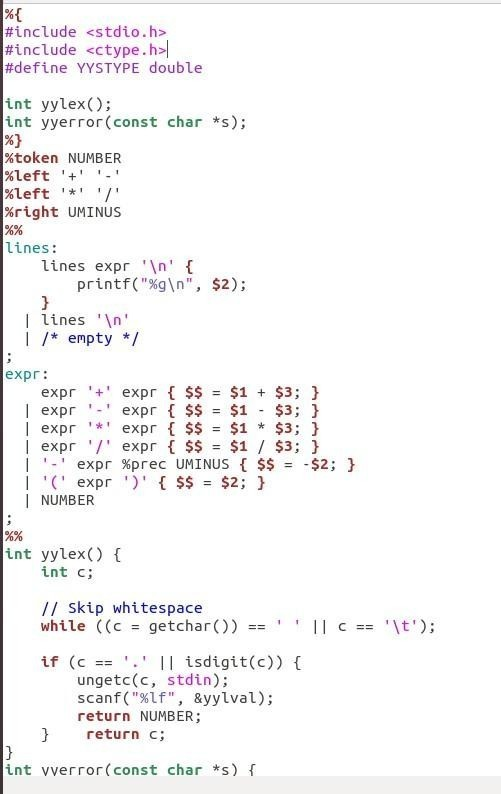 %{
#include <stdio.h>
#include <ctype.h>
#define YYSTYPE double

int yylex();
int yyerror(const char *s);
%}
%token NUMBER
%left '+' '-'
%left '*' '/'
%right UMINUS
%%
lines:
    lines expr '\n' {
        printf("%g\n", $2);
    }
  | lines '\n'
  | /* empty */
;
expr:
    expr '+' expr { $$ = $1 + $3; }
  | expr '-' expr { $$ = $1 - $3; }
  | expr '*' expr { $$ = $1 * $3; }
  | expr '/' expr { $$ = $1 / $3; }
  | '-' expr %prec UMINUS { $$ = -$2; }
  | '(' expr ')' { $$ = $2; }
  | NUMBER
;
%%
int yylex() {
    int c;

    // Skip whitespace
    while ((c = getchar()) == ' ' || c == '\t');

    if (c == '.' || isdigit(c)) {
        ungetc(c, stdin);
        scanf("%lf", &yylval);
        return NUMBER;
    }    return c;
}
int yyerror(const char *s) {